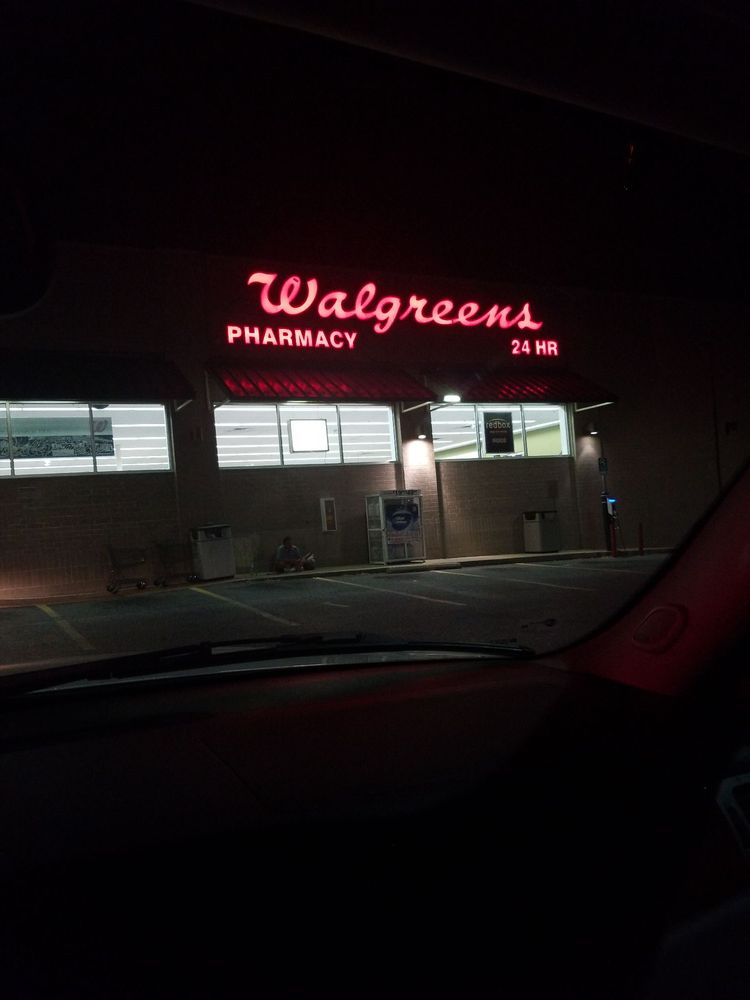 Walgreens
PHARMACY
24 HR
redbox